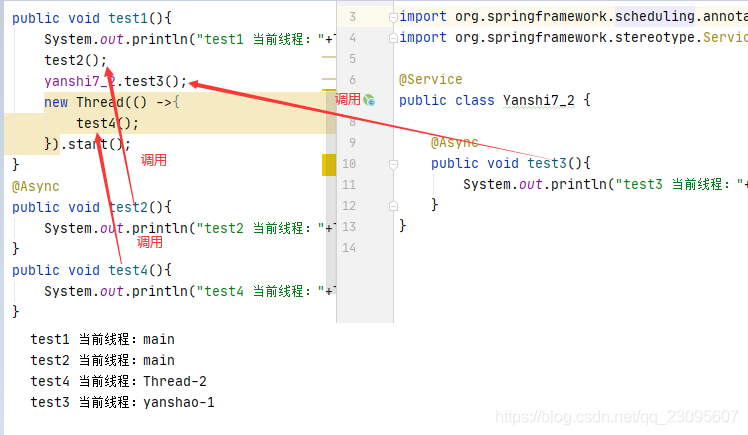 public void test1(){
System.out.println("test1 当前线程："+T
test2();
yanshi7_2.test3();
new Thread(() ->{
test4();
}).start();
}
@Async
public void test2(){
System.out.println("test2 当前线程："+T
}
public void test4(){
System.out.println("test4 当前线程："+T
}
调用
调用
test1 当前线程：main
test2 当前线程：main
test4 当前线程：Thread-2
test3 当前线程：yanshao-1
3 import org.springframework.scheduling.annota
4 import org.springframework.stereotype.Servic
5
6 @Service
调用 public class Yanshi7_2 {
8
9 @Async
10 public void test3(){
11 System.out.println("test3 当前线程："+
12 }
13 }
14
https://blog.csdn.net/qq_23095607